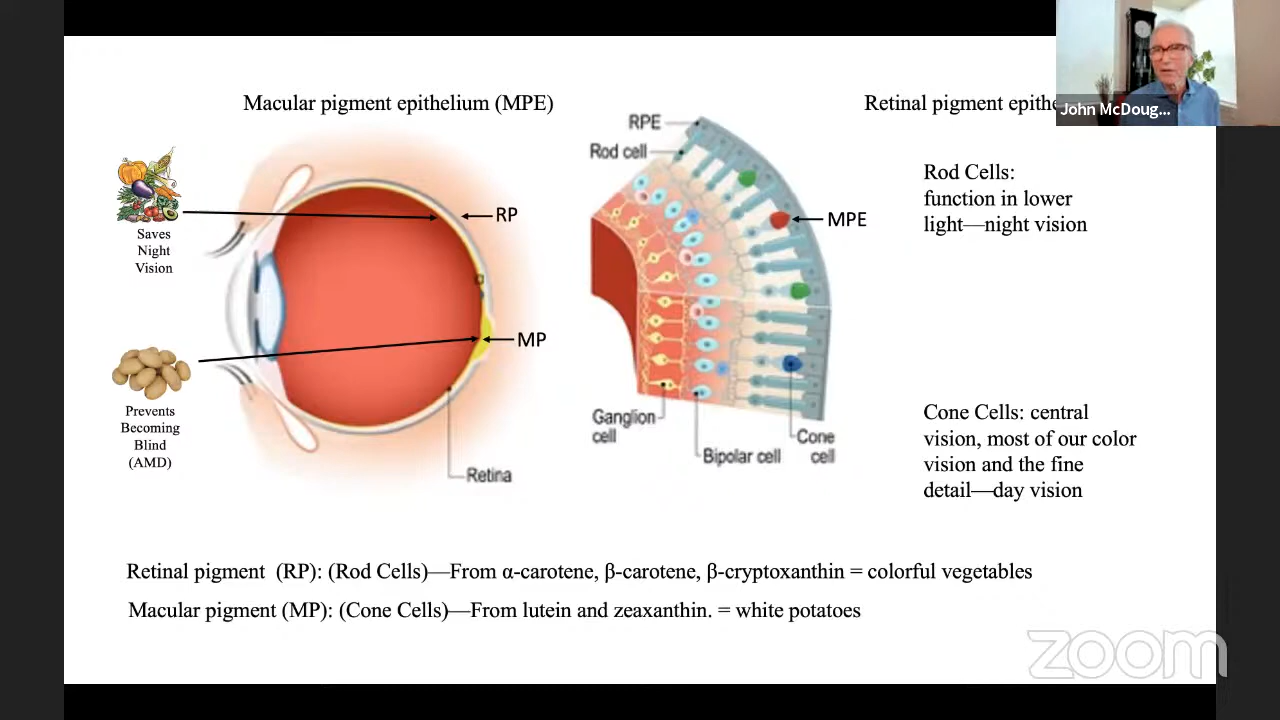 Macular pigment epithelium (MPE)
Retinal pigment epithe
John McDoug...
RPE
Rod cell
Rod Cells:
function in lower
light—night vision
RP
MPE
Saves
Night
Vision
MP
Prevents
Becoming
Blind
(AMD)
Ganglion
cell
Bipolar cell
Cone
cell
Retina
Cone Cells: central
vision, most of our color
vision and the fine
detail—day vision
Retinal pigment (RP): (Rod Cells)—From α-carotene, β-carotene, β-cryptoxanthin = colorful vegetables
Macular pigment (MP): (Cone Cells)—From lutein and zeaxanthin. = white potatoes
zoom